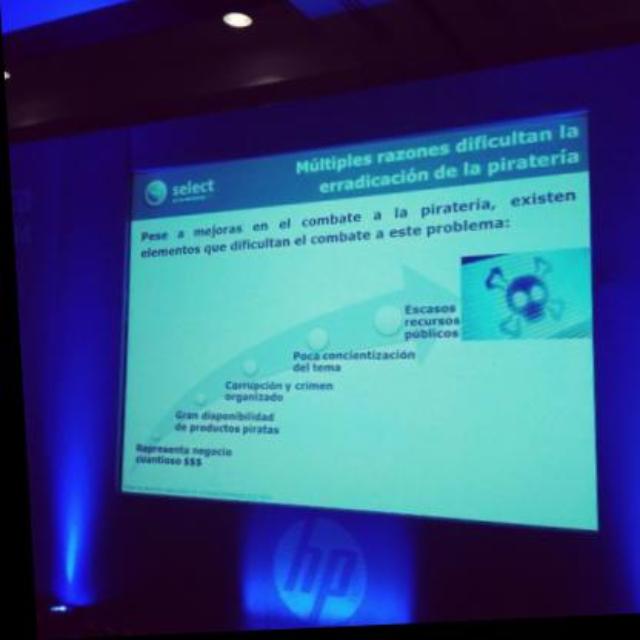 select
Múltiples razones dificultan la
erradicación de la piratería
Pese a mejoras en el combate a la piratería, existen
elementos que dificultan el combate a este problema:
Escasos
recursos
públicos
Poca concientización
del tema
Corrupción y crimen
organizado
Gran disponibilidad
de productos piratas
Representa negocio
cuantioso $$$
hp